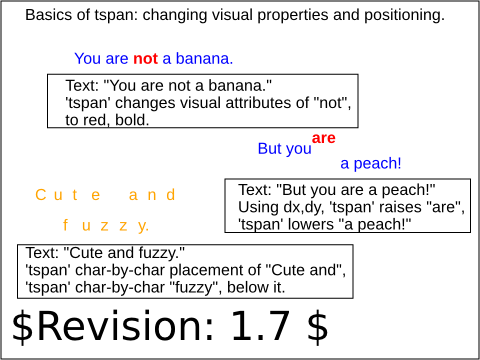 Basics of tspan: changing visual properties and positioning.
You are not a banana.
Text: "You are not a banana."
'tspan' changes visual attributes of "not",
to red, bold.
But you are
a peach!
Text: "But you are a peach!"
Using dx,dy, 'tspan' raises "are",
'tspan' lowers "a peach!"
Cute and
fuzzy.
Text: "Cute and fuzzy."
'tspan' char-by-char placement of "Cute and",
'tspan' char-by-char "fuzzy", below it.
$Revision: 1.7 $